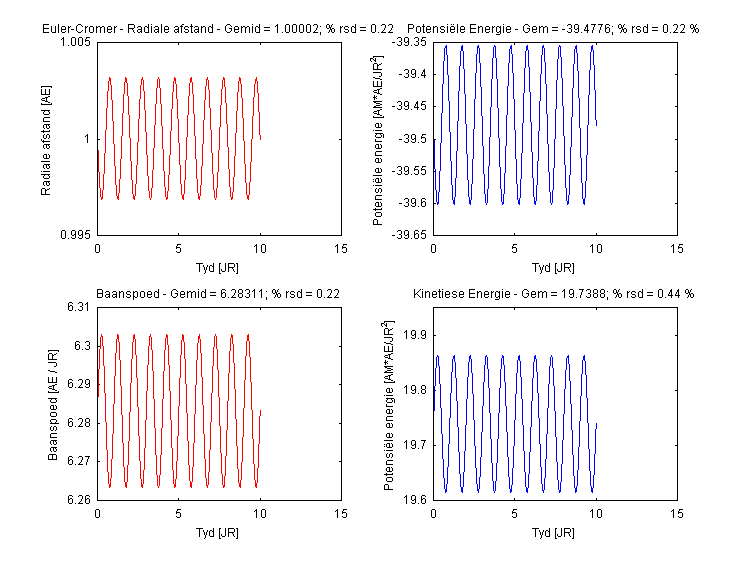 Euler-Cromer - Radiale afstand - Gemid = 1.00002; % rsd = 0.22
1.005
1
0.995
Radiale afstand [AE]
0 5 10 15
Tyd [JR]
Potensiële Energie - Gem = -39.4776; % rsd = 0.22 %
-39.35
-39.4
-39.45
-39.5
-39.55
-39.6
-39.65
Potensiële energie [AM*AE/JR²]
0 5 10 15
Tyd [JR]
Baanspoed - Gemid = 6.28311; % rsd = 0.22
6.31
6.3
6.29
6.28
6.27
6.26
Baanspoed [AE / JR]
0 5 10 15
Tyd [JR]
Kinetiese Energie - Gem = 19.7388; % rsd = 0.44 %
19.9
19.8
19.7
19.6
Potensiële energie [AM*AE/JR²]
0 5 10 15
Tyd [JR]